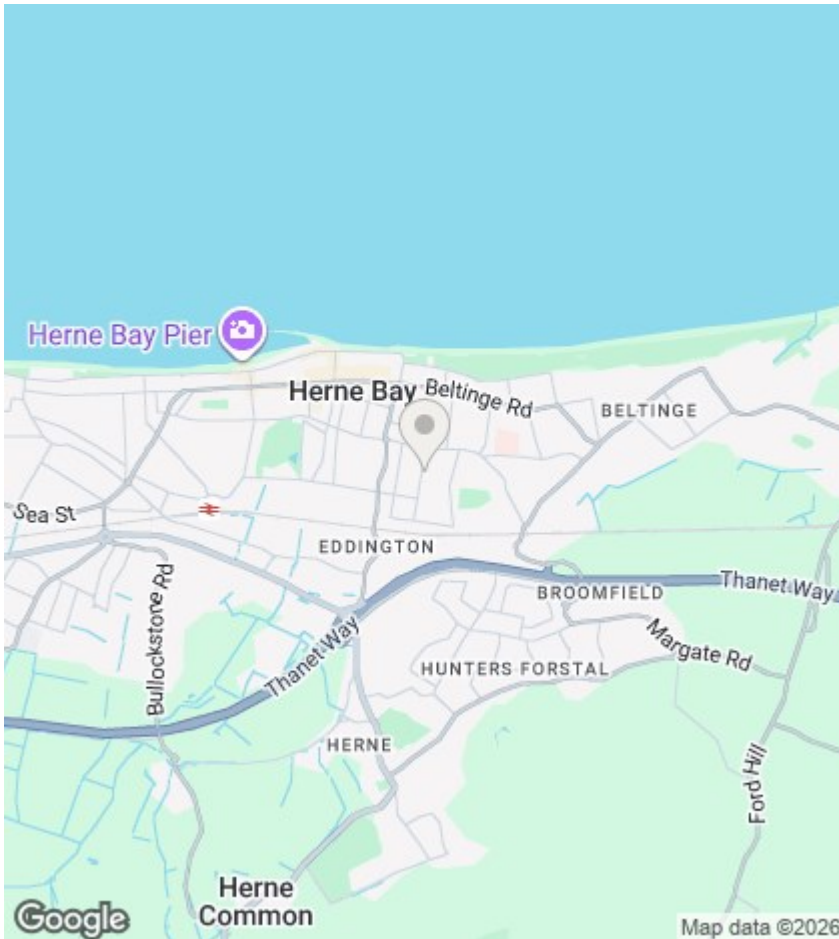 Herne Bay Pier
Herne Bay
Beltinge Rd
BELTINGE
Sea St
EDDINGTON
BROOMFIELD
Thanet Way
Bullockstone Rd
Thanet Way
Margate Rd
HUNTERS FORSTAL
HERNE
Ford Hill
Herne
Common
Google
Map data ©2026